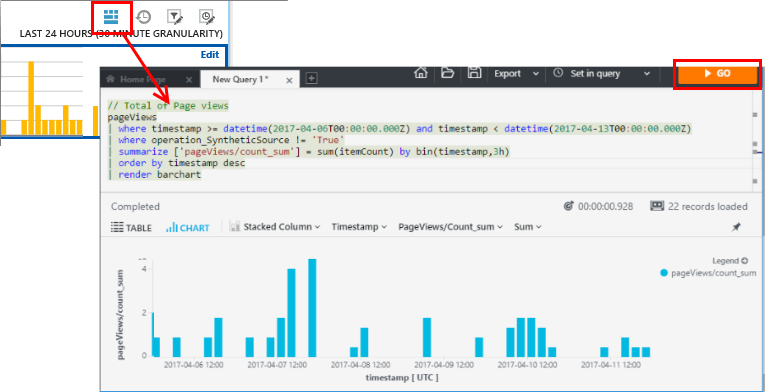 LAST 24 HOURS (30 MINUTE GRANULARITY)
Edit
Home Page × New Query 1* × +
Export Set in query GO
// Total of Page views
pageViews
| where timestamp >= datetime(2017-04-06T00:00:00.000Z) and timestamp < datetime(2017-04-13T00:00:00.000Z)
| where operation_SyntheticSource != 'True'
| summarize ['pageViews/count_sum'] = sum(itemCount) by bin(timestamp,3h)
| order by timestamp desc
| render barchart
Completed 00:00:00.928 22 records loaded
TABLE CHART Stacked Column Timestamp PageViews/Count_sum Sum
Legend
pageViews/count_sum
pageViews/count_sum
4
2
0
2017-04-06 12:00 2017-04-07 12:00 2017-04-08 12:00 2017-04-09 12:00 2017-04-10 12:00 2017-04-11 12:00
timestamp [ UTC ]